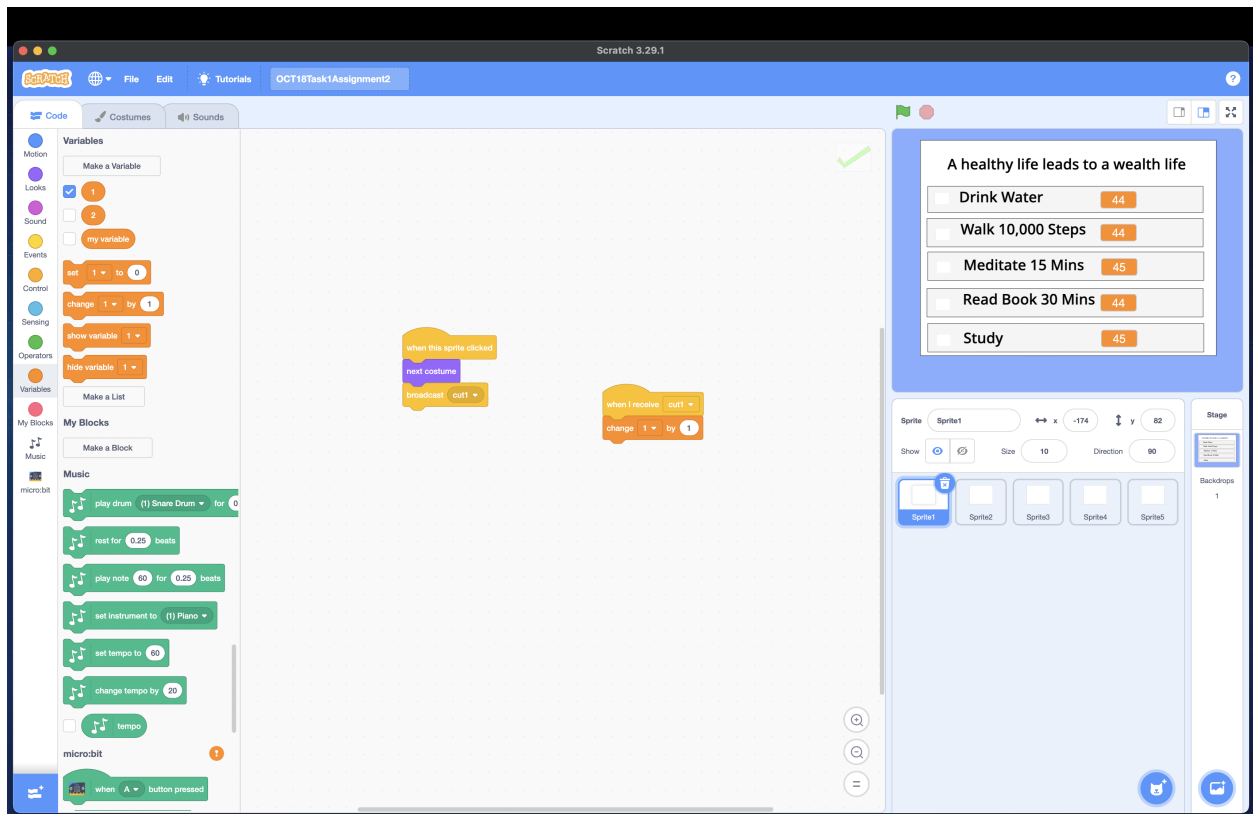 Scratch 3.29.1
SCRATCH File Edit Tutorials OCT18Task1Assignment2 ?
Code Costumes Sounds
Motion
Looks
Sound
Events
Control
Sensing
Operators
Variables
My Blocks
Music
micro:bit
Variables
Make a Variable
1
2
my variable
set 1 to 0
change 1 by 1
show variable 1
hide variable 1
Make a List
My Blocks
Make a Block
Music
play drum (1) Snare Drum for 0
rest for 0.25 beats
play note 60 for 0.25 beats
set instrument to (1) Piano
set tempo to 60
change tempo by 20
tempo
micro:bit
when A button pressed
when this sprite clicked
next costume
broadcast cut1
when I receive cut1
change 1 by 1
A healthy life leads to a wealth life
Drink Water 44
Walk 10,000 Steps 44
Meditate 15 Mins 45
Read Book 30 Mins 44
Study 45
Sprite Sprite1 x -174 y 82
Show Size 10 Direction 90
Sprite1 Sprite2 Sprite3 Sprite4 Sprite5
Stage
Backdrops
1